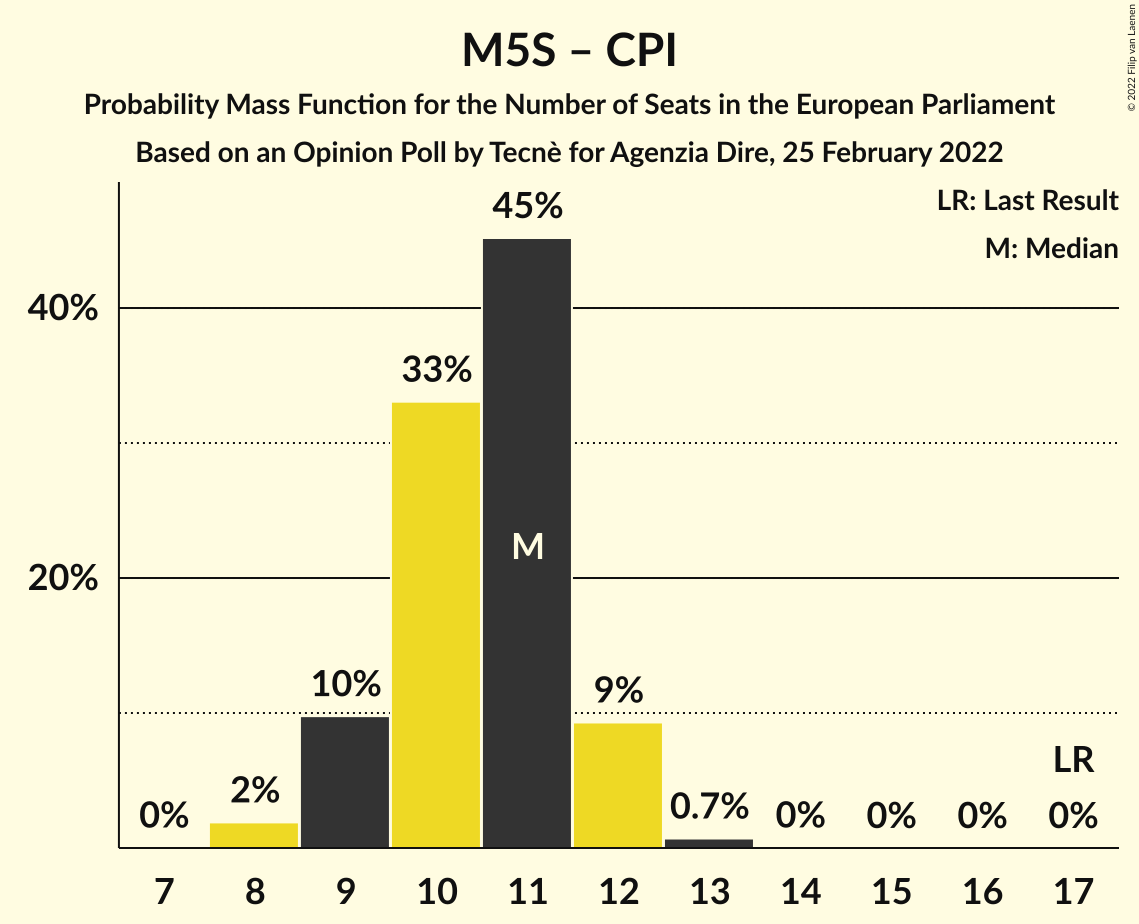 M5S – CPI
Probability Mass Function for the Number of Seats in the European Parliament
Based on an Opinion Poll by Tecnè for Agenzia Dire, 25 February 2022
© 2022 Filip van Laenen
LR: Last Result
M: Median
45%
40%
33%
M
20%
10%
9%
LR
2%
0%
0.7%
0%
0%
0%
0%
7 8 9 10 11 12 13 14 15 16 17